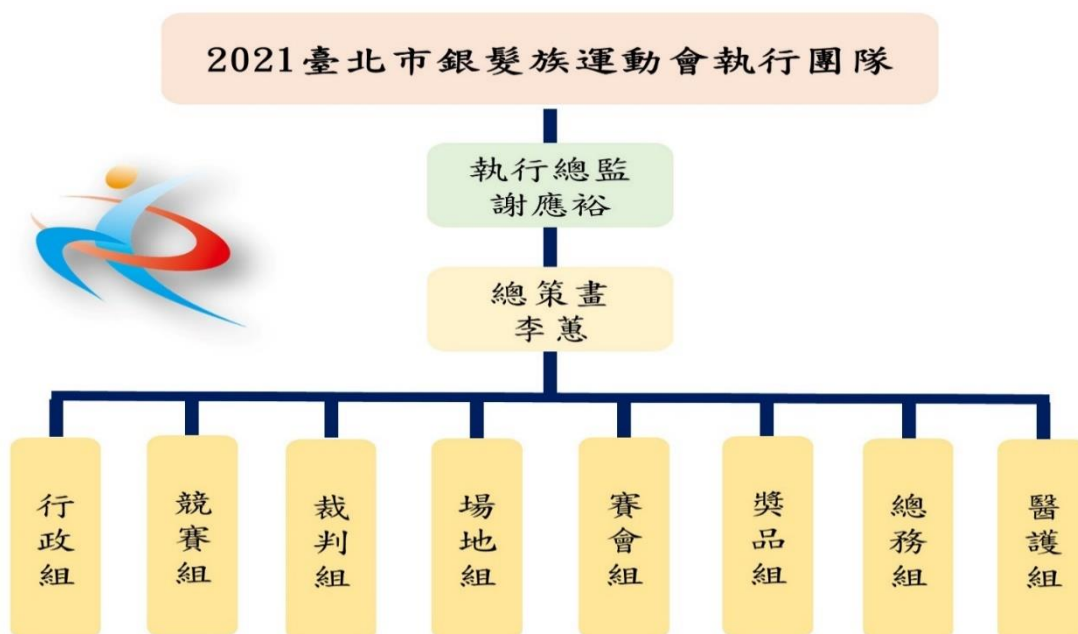 2021臺北市銀髮族運動會執行團隊
執行總監
謝應裕
總策畫
李蕙
行政組
競賽組
裁判組
場地組
賽會組
獎品組
總務組
醫護組